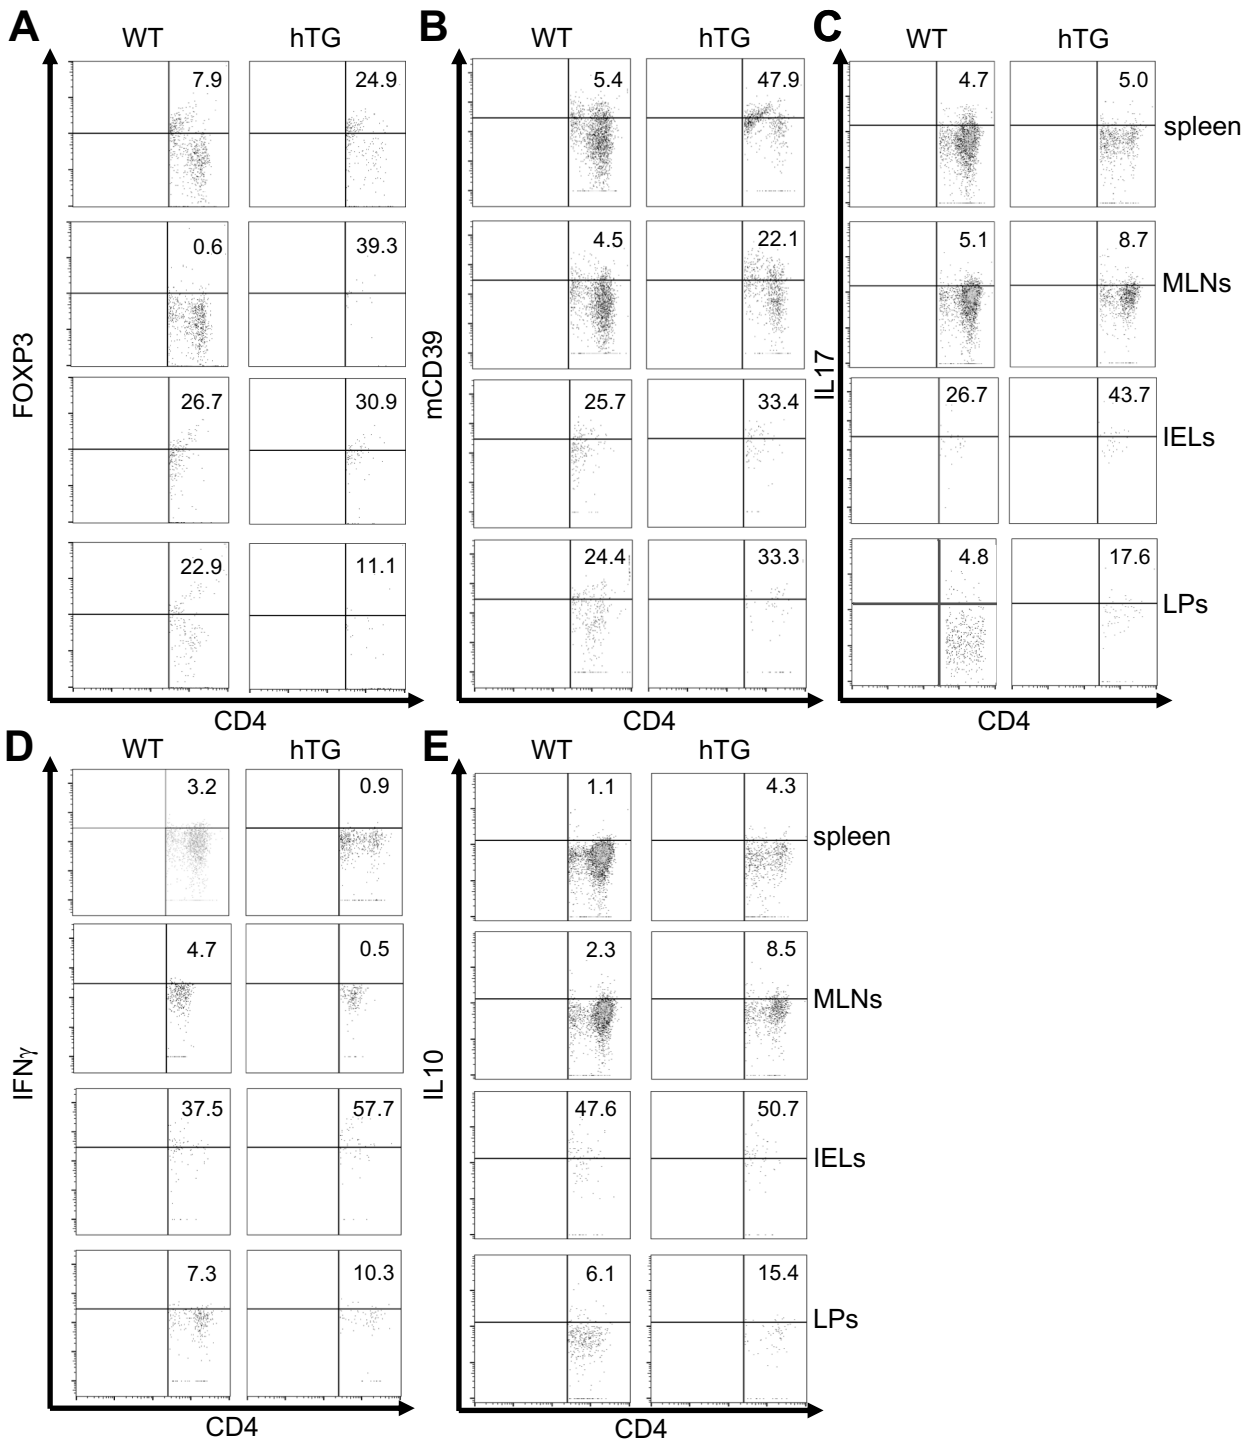 A
WT hTG
B
WT hTG
C
WT hTG
7.9 24.9
5.4 47.9
4.7 5.0
spleen
0.6 39.3
4.5 22.1
5.1 8.7
MLNs
26.7 30.9
25.7 33.4
26.7 43.7
IELs
22.9 11.1
24.4 33.3
4.8 17.6
LPs
FOXP3
mCD39
IL17
CD4
CD4
CD4
D
WT hTG
E
WT hTG
3.2 0.9
1.1 4.3
spleen
4.7 0.5
2.3 8.5
MLNs
37.5 57.7
47.6 50.7
IELs
7.3 10.3
6.1 15.4
LPs
IFNγ
IL10
CD4
CD4